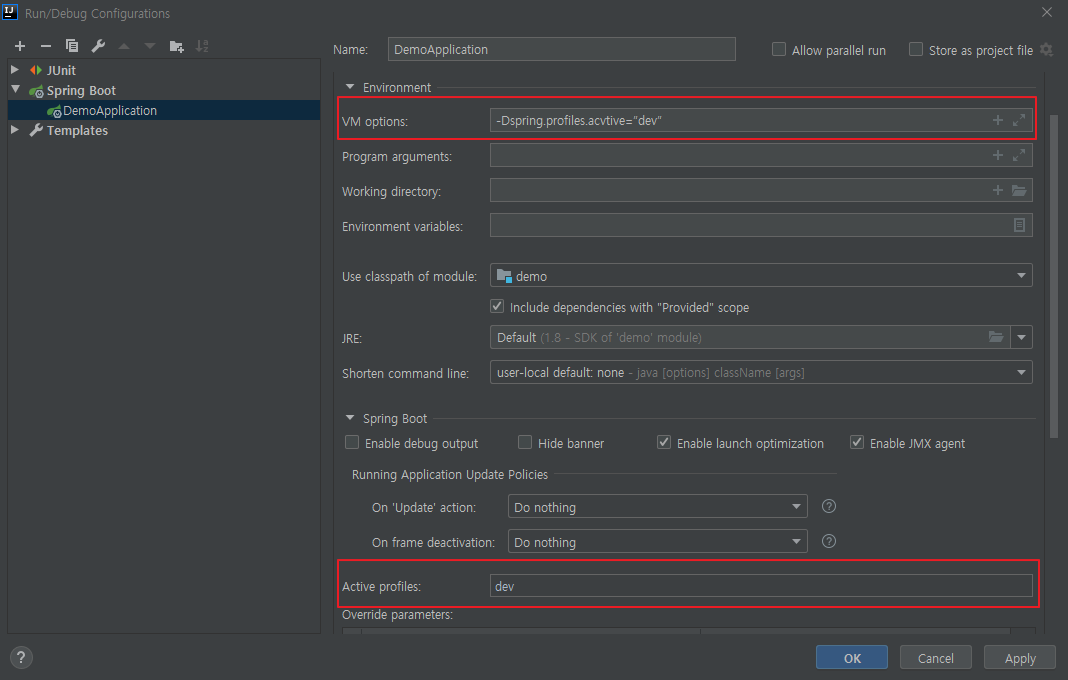 IJ Run/Debug Configurations
JUnit
Spring Boot
DemoApplication
Templates
Name: DemoApplication Allow parallel run Store as project file
Environment
VM options: -Dspring.profiles.acvtive="dev"
Program arguments:
Working directory:
Environment variables:
Use classpath of module: demo
Include dependencies with "Provided" scope
JRE: Default (1.8 - SDK of 'demo' module)
Shorten command line: user-local default: none - java [options] className [args]
Spring Boot
Enable debug output Hide banner Enable launch optimization Enable JMX agent
Running Application Update Policies
On 'Update' action: Do nothing ?
On frame deactivation: Do nothing ?
Active profiles: dev
Override parameters:
? OK Cancel Apply